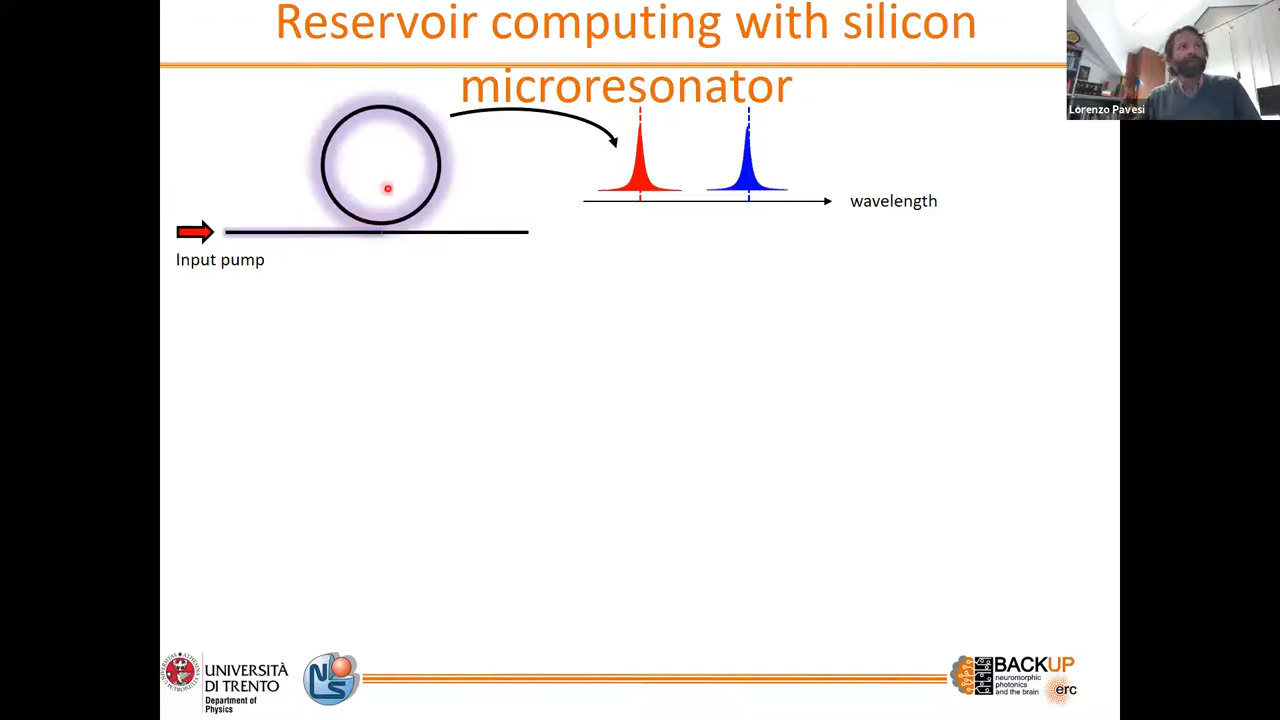 Reservoir computing with silicon
microresonator
Lorenzo Pavesi
wavelength
Input pump
UNIVERSITÀ
DI TRENTO
Department of
Physics
NLS
BACKUP
neuromorphic
photonics
and the brain
erc